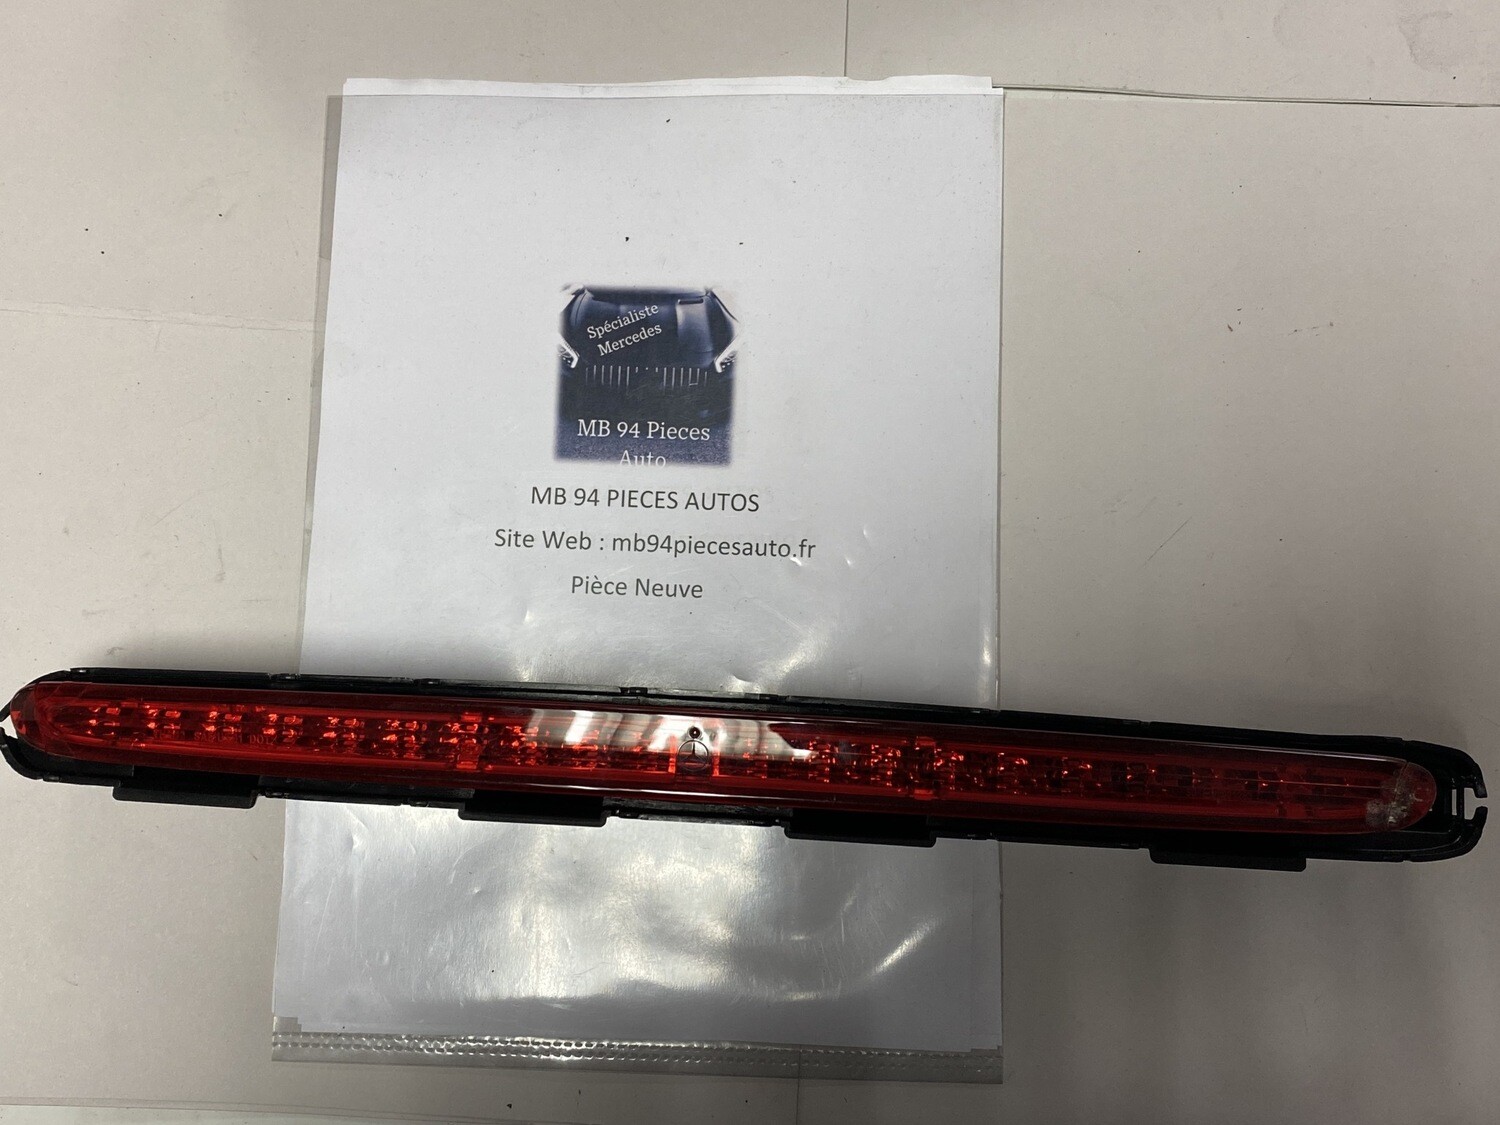 Spécialiste
Mercedes
MB 94 Pieces
Auto
MB 94 PIECES AUTOS
Site Web : mb94piecesauto.fr
Pièce Neuve